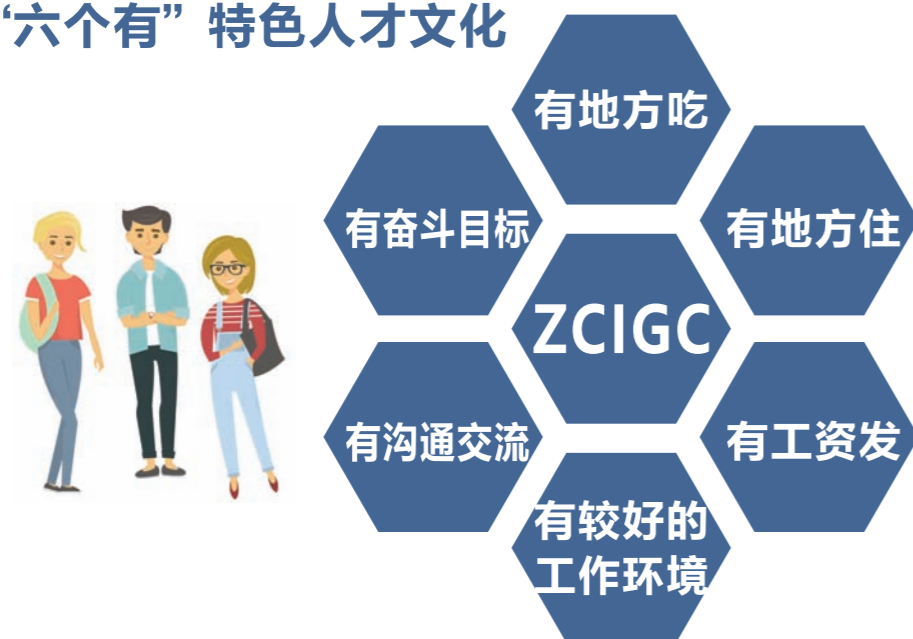 “六个有”特色人才文化
有地方吃
有奋斗目标
有地方住
ZCIGC
有沟通交流
有工资发
有较好的
工作环境